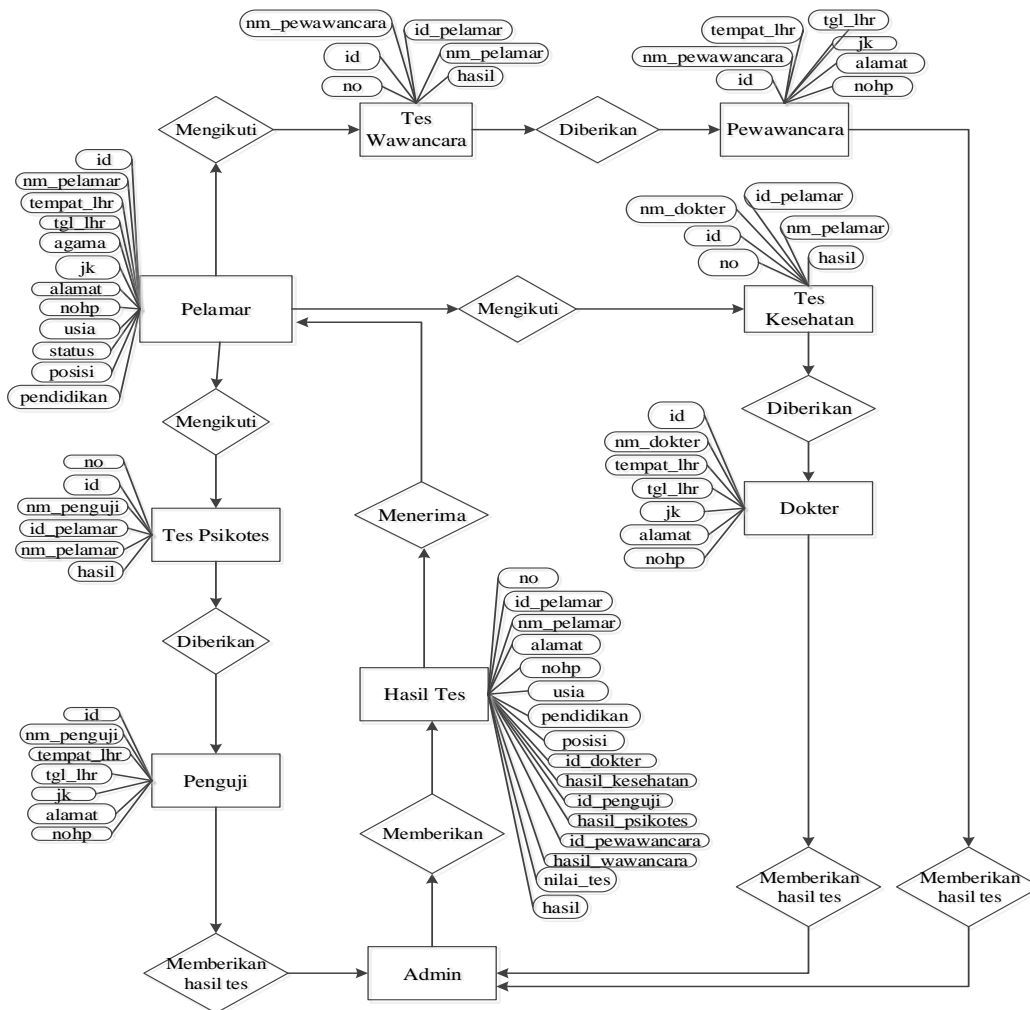 nm_pewawancara
id_pelamar
id
nm_pelamar
no
hasil
Tes
Wawancara
tempat_lhr
tgl_lhr
nm_pewawancara
jk
id
alamat
nohp
Pewawancara
Mengikuti
Diberikan
id
nm_pelamar
tempat_lhr
tgl_lhr
agama
jk
alamat
nohp
usia
status
posisi
pendidikan
Pelamar
Mengikuti
nm_dokter
id_pelamar
id
nm_pelamar
no
hasil
Tes
Kesehatan
Mengikuti
Diberikan
no
id
nm_penguji
id_pelamar
nm_pelamar
hasil
Tes Psikotes
Menerima
id
nm_dokter
tempat_lhr
tgl_lhr
jk
alamat
nohp
Dokter
Diberikan
no
id_pelamar
nm_pelamar
alamat
nohp
usia
pendidikan
posisi
id_dokter
hasil_kesehatan
id_penguji
hasil_psikotes
id_pewawancara
hasil_wawancara
nilai_tes
hasil
Hasil Tes
id
nm_penguji
tempat_lhr
tgl_lhr
jk
alamat
nohp
Penguji
Memberikan
Memberikan
hasil tes
Memberikan
hasil tes
Memberikan
hasil tes
Admin